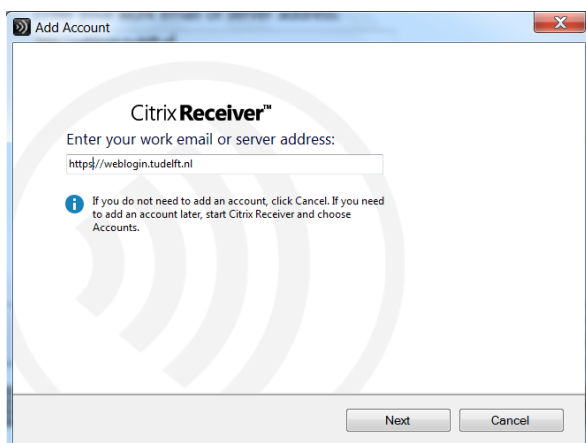 Add Account
Citrix Receiver™
Enter your work email or server address:
https//weblogin.tudelft.nl
If you do not need to add an account, click Cancel. If you need
to add an account later, start Citrix Receiver and choose
Accounts.
Next
Cancel